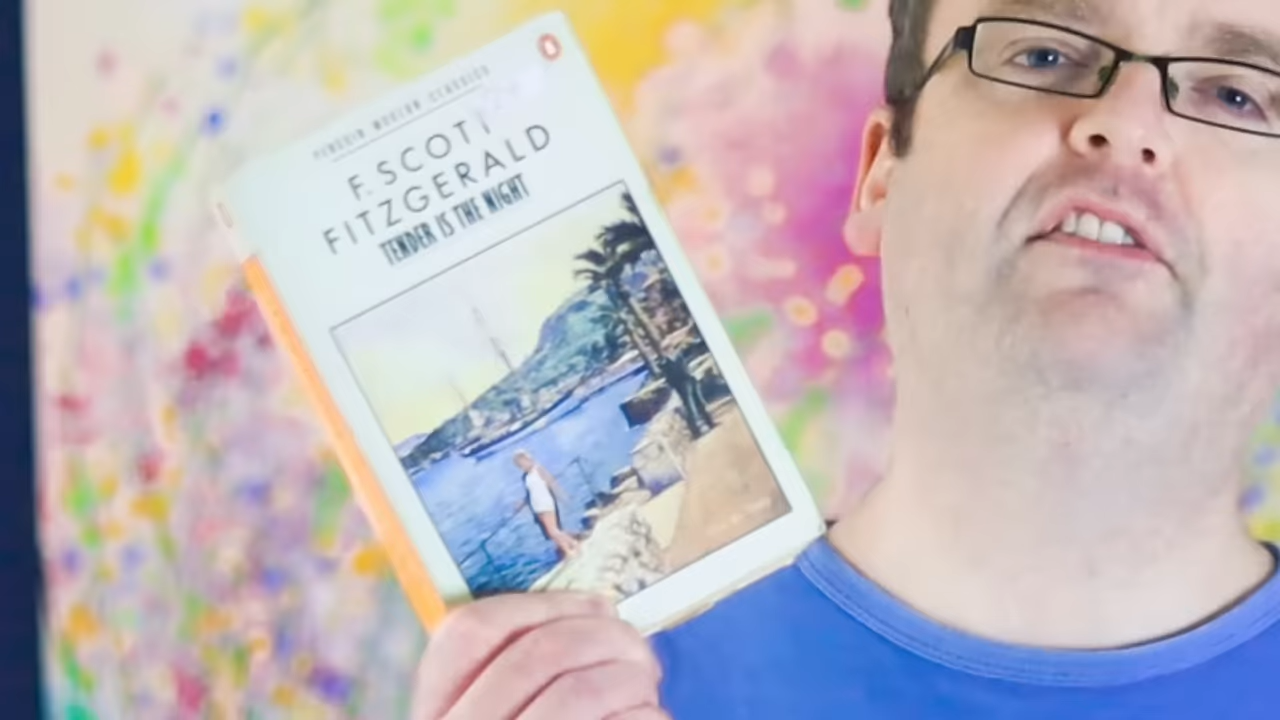 PENGUIN MODERN CLASSICS
F. SCOTT
FITZGERALD
TENDER IS THE NIGHT